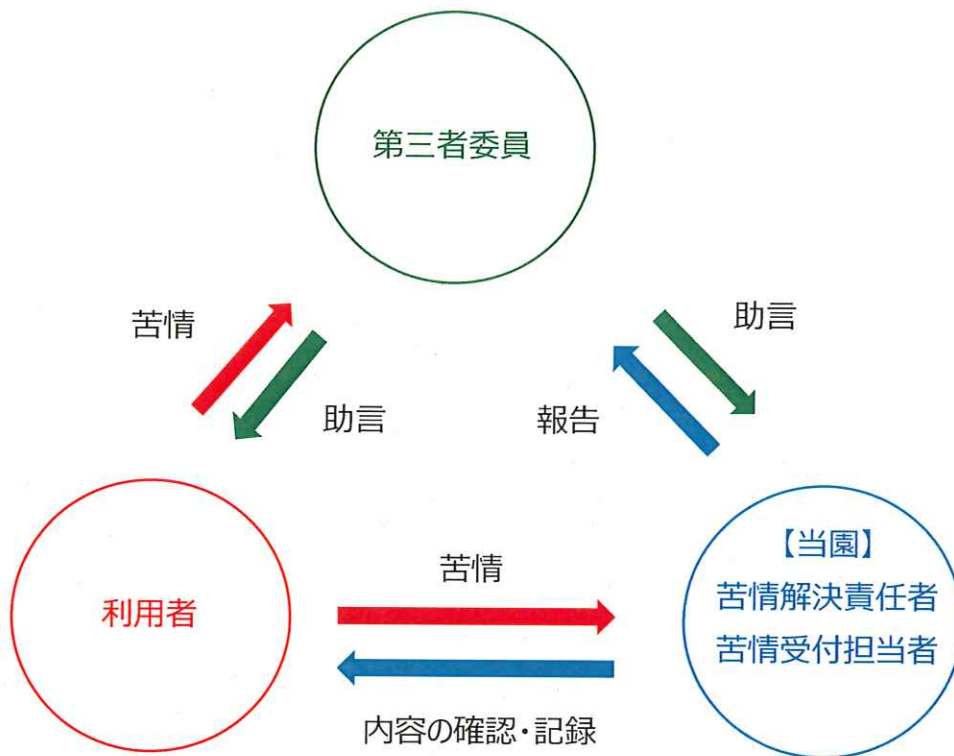 第三者委員
苦情
助言
助言
報告
【当園】
苦情解決責任者
苦情受付担当者
利用者
苦情
内容の確認・記録